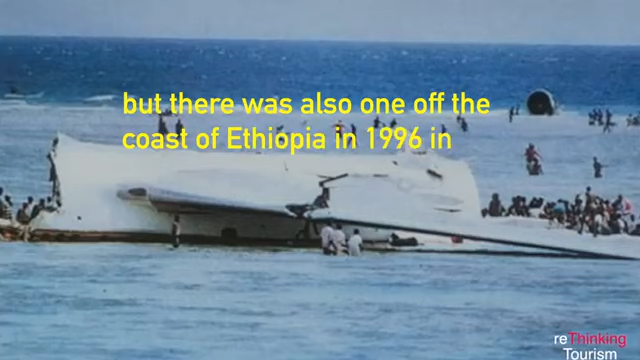 but there was also one off the
coast of Ethiopia in 1996 in
reThinking
Tourism